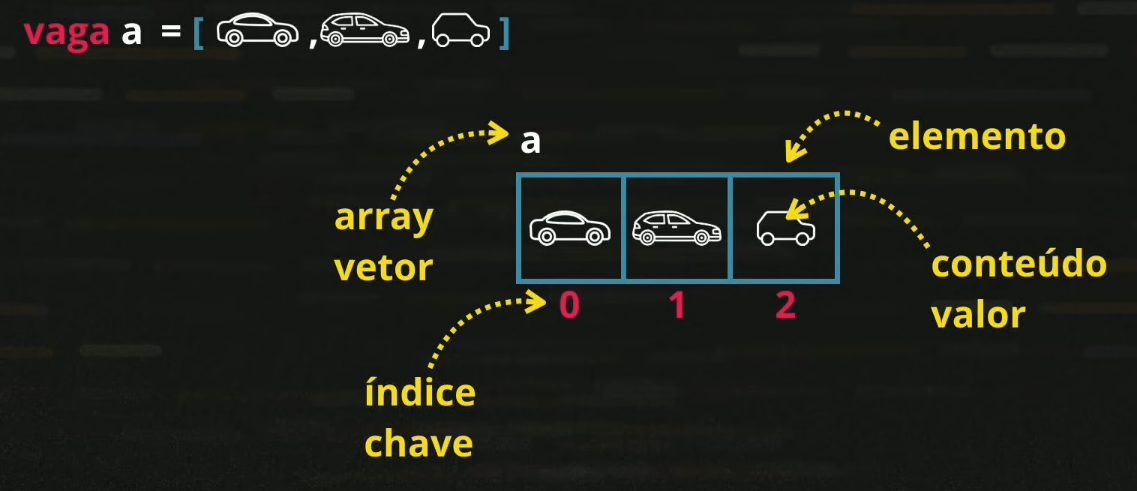 vaga a = [ , , ]
a
elemento
array
vetor
conteúdo
valor
0 1 2
índice
chave